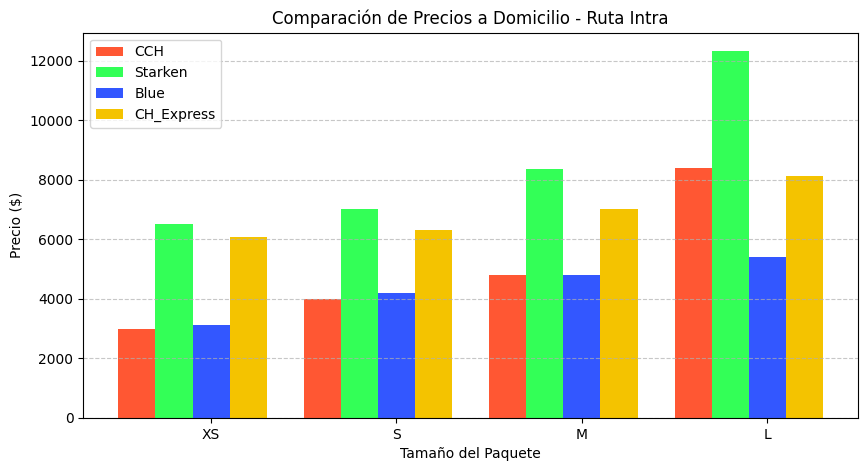 Comparación de Precios a Domicilio - Ruta Intra
CCH
Starken
Blue
CH_Express
12000
10000
8000
6000
4000
2000
0
Precio ($)
XS
S
M
L
Tamaño del Paquete